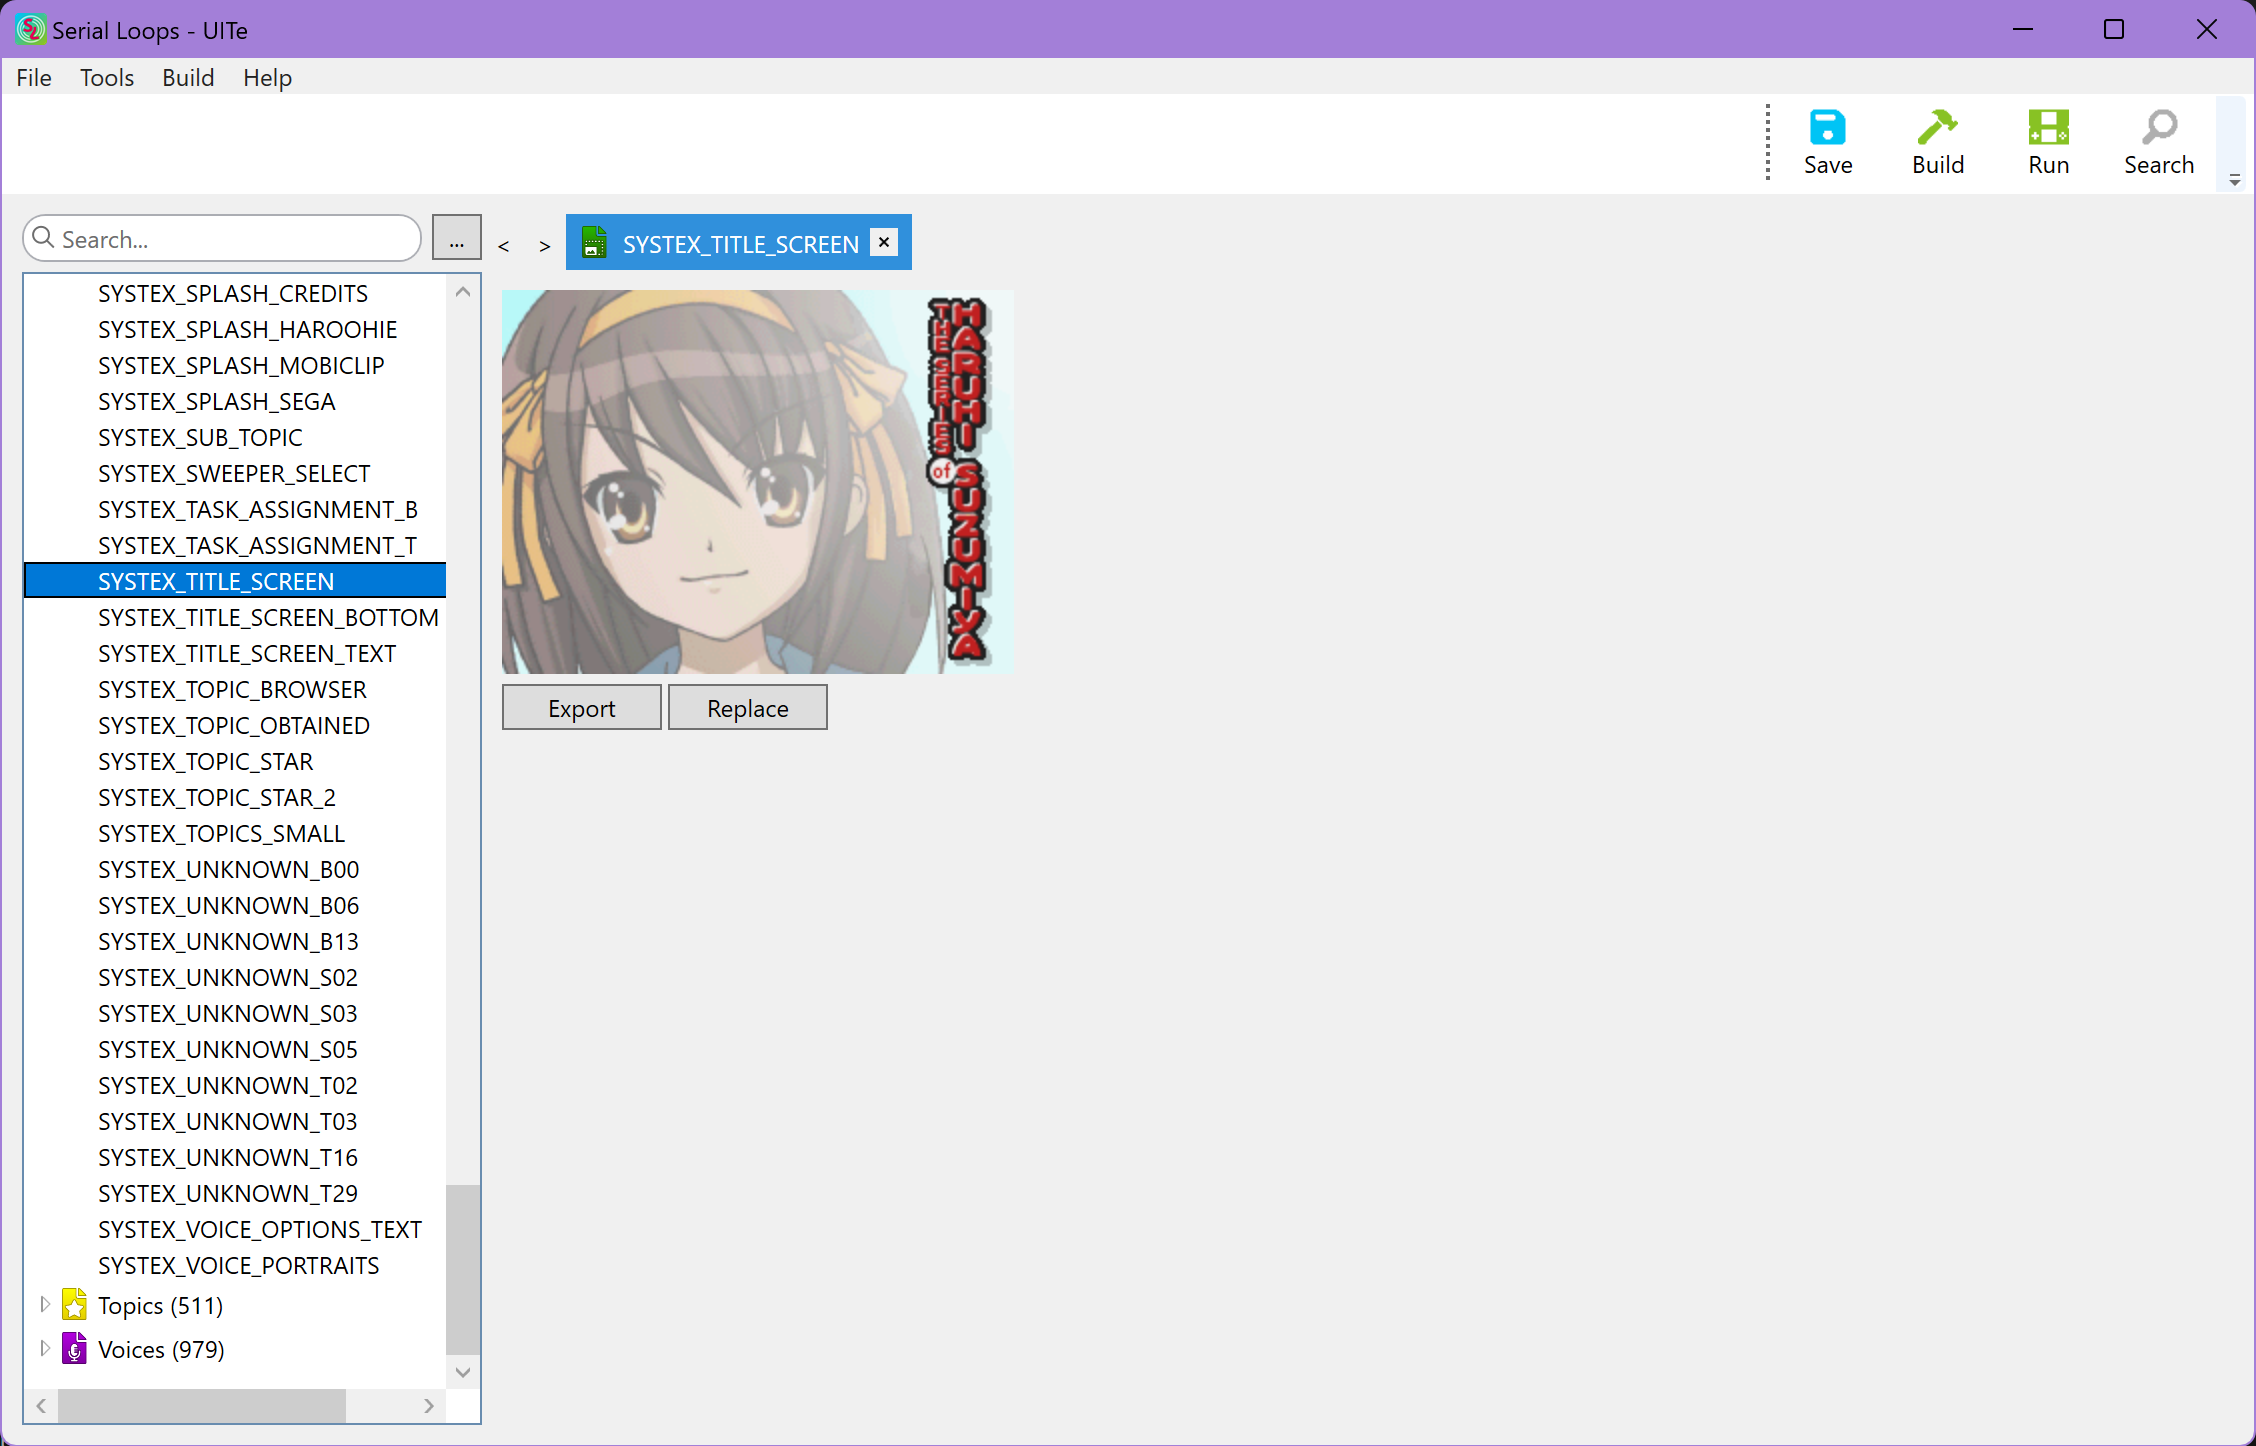 Serial Loops - UITe
File Tools Build Help
Save Build Run Search
Search...
...
< >
SYSTEX_TITLE_SCREEN
SYSTEX_SPLASH_CREDITS
SYSTEX_SPLASH_HAROOHIE
SYSTEX_SPLASH_MOBICLIP
SYSTEX_SPLASH_SEGA
SYSTEX_SUB_TOPIC
SYSTEX_SWEEPER_SELECT
SYSTEX_TASK_ASSIGNMENT_B
SYSTEX_TASK_ASSIGNMENT_T
SYSTEX_TITLE_SCREEN
SYSTEX_TITLE_SCREEN_BOTTOM
SYSTEX_TITLE_SCREEN_TEXT
SYSTEX_TOPIC_BROWSER
SYSTEX_TOPIC_OBTAINED
SYSTEX_TOPIC_STAR
SYSTEX_TOPIC_STAR_2
SYSTEX_TOPICS_SMALL
SYSTEX_UNKNOWN_B00
SYSTEX_UNKNOWN_B06
SYSTEX_UNKNOWN_B13
SYSTEX_UNKNOWN_S02
SYSTEX_UNKNOWN_S03
SYSTEX_UNKNOWN_S05
SYSTEX_UNKNOWN_T02
SYSTEX_UNKNOWN_T03
SYSTEX_UNKNOWN_T16
SYSTEX_UNKNOWN_T29
SYSTEX_VOICE_OPTIONS_TEXT
SYSTEX_VOICE_PORTRAITS
Topics (511)
Voices (979)
THE SERIES of
HARUHI SUZUMIYA
Export Replace